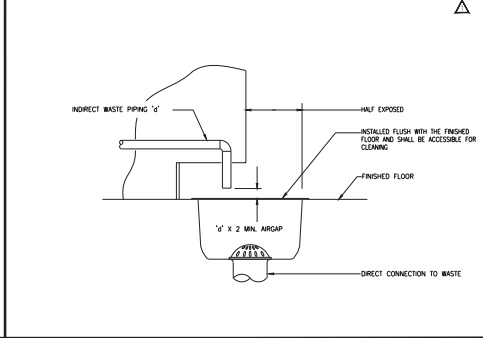 INDIRECT WASTE PIPING 'd'
HALF EXPOSED
INSTALLED FLUSH WITH THE FINISHED
FLOOR AND SHALL BE ACCESSIBLE FOR
CLEANING
FINISHED FLOOR
'd' X 2 MIN. AIRGAP
DIRECT CONNECTION TO WASTE